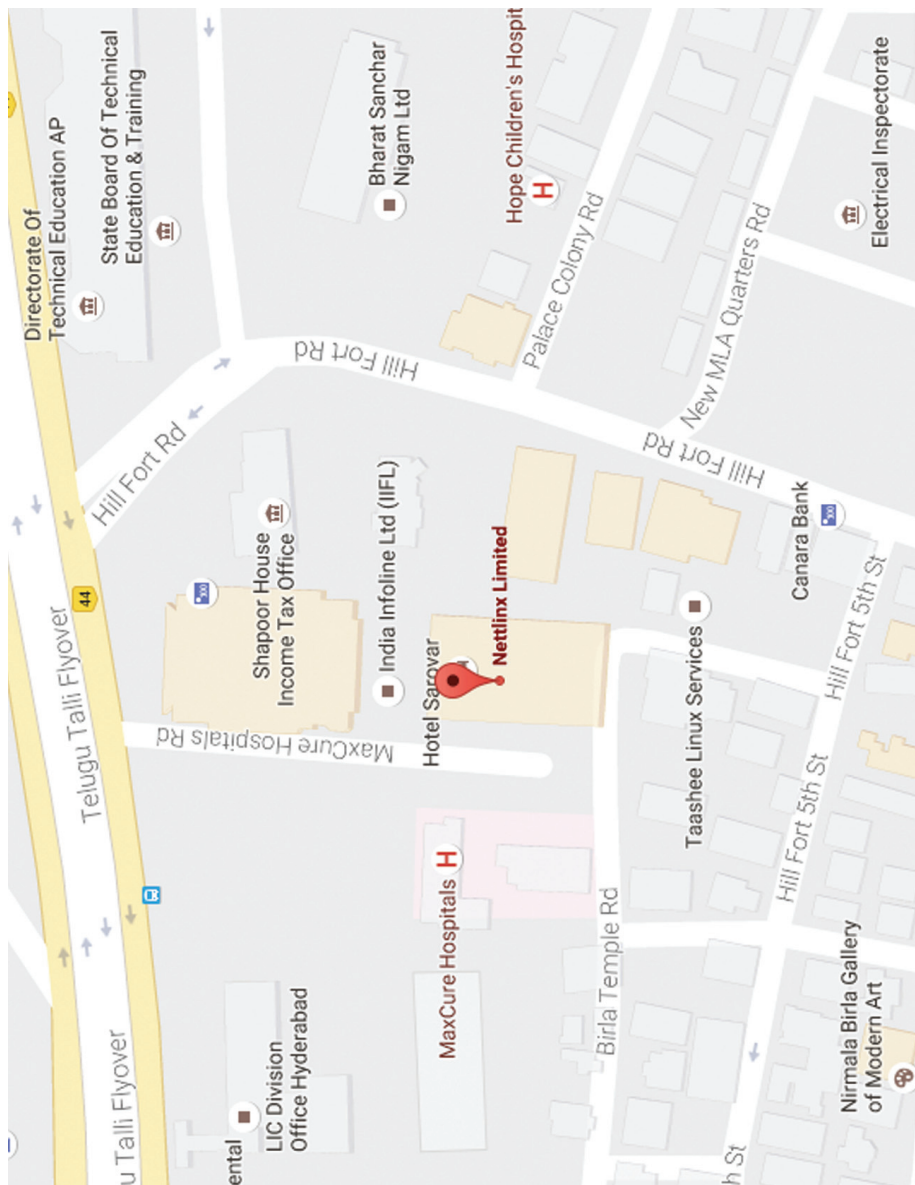 Directorate Of
Technical Education AP
State Board Of Technical
Education & Training
Bharat Sanchar
Nigam Ltd
Hope Children's Hospit
H
Palace Colony Rd
New MLA Quarters Rd
Electrical Inspectorate
Hill Fort Rd
Hill Fort Rd
Hill Fort Rd
44
Telugu Talli Flyover
Shapoor House
Income Tax Office
India Infoline Ltd (IIFL)
Nettlinx Limited
Hotel Sarovar
MaxCure Hospitals Rd
Canara Bank
Taashee Linux Services
Hill Fort 5th St
Hill Fort 5th St
MaxCure Hospitals
H
Birla Temple Rd
Nirmala Birla Gallery
of Modern Art
u Talli Flyover
LIC Division
Office Hyderabad
ental
h St